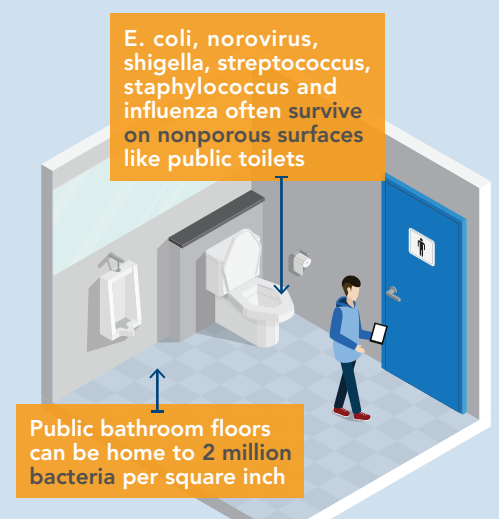 E. coli, norovirus,
shigella, streptococcus,
staphylococcus and
influenza often survive
on nonporous surfaces
like public toilets
Public bathroom floors
can be home to 2 million
bacteria per square inch